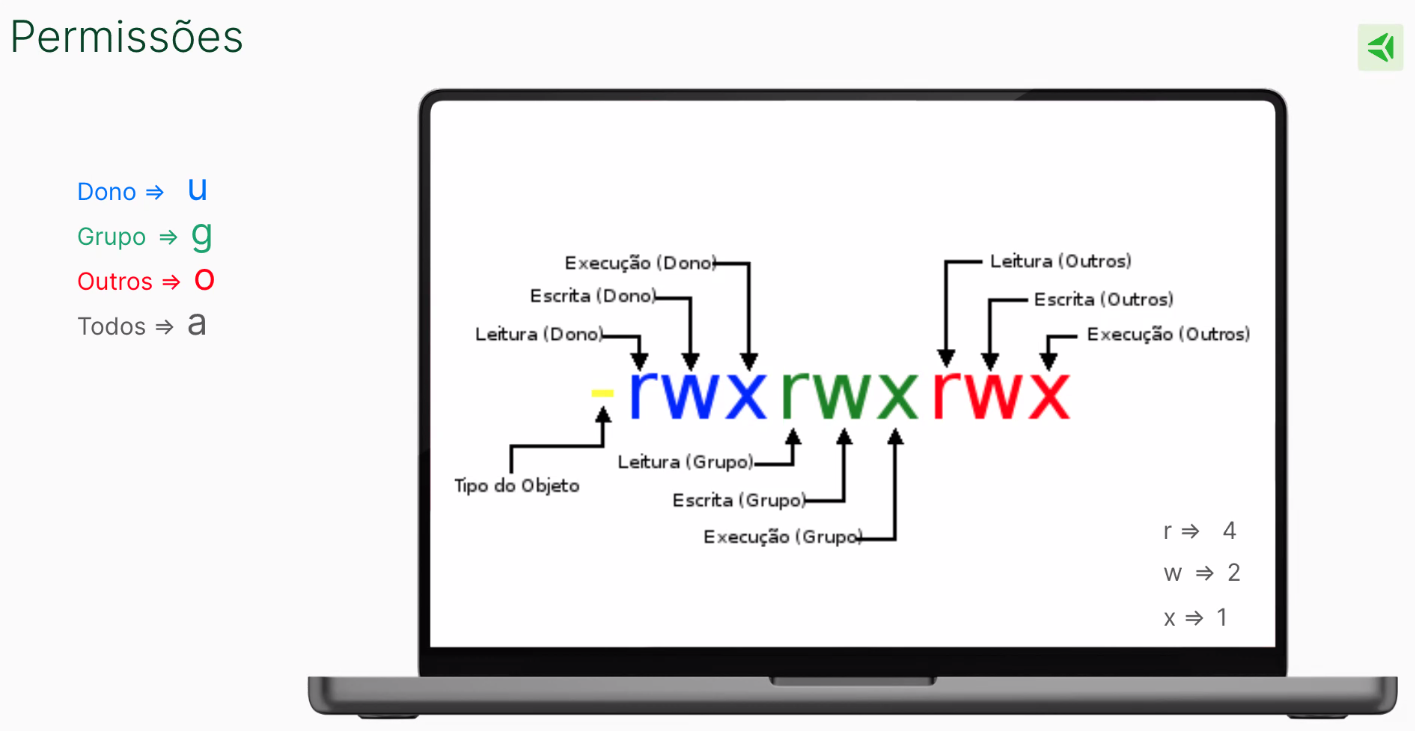 Permissões
Dono ⇒ u
Grupo ⇒ g
Outros ⇒ o
Todos ⇒ a
Execução (Dono)
Escrita (Dono)
Leitura (Dono)
Leitura (Outros)
Escrita (Outros)
Execução (Outros)
-rwxrwxrwx
Tipo do Objeto
Leitura (Grupo)
Escrita (Grupo)
Execução (Grupo)
r ⇒ 4
w ⇒ 2
x ⇒ 1